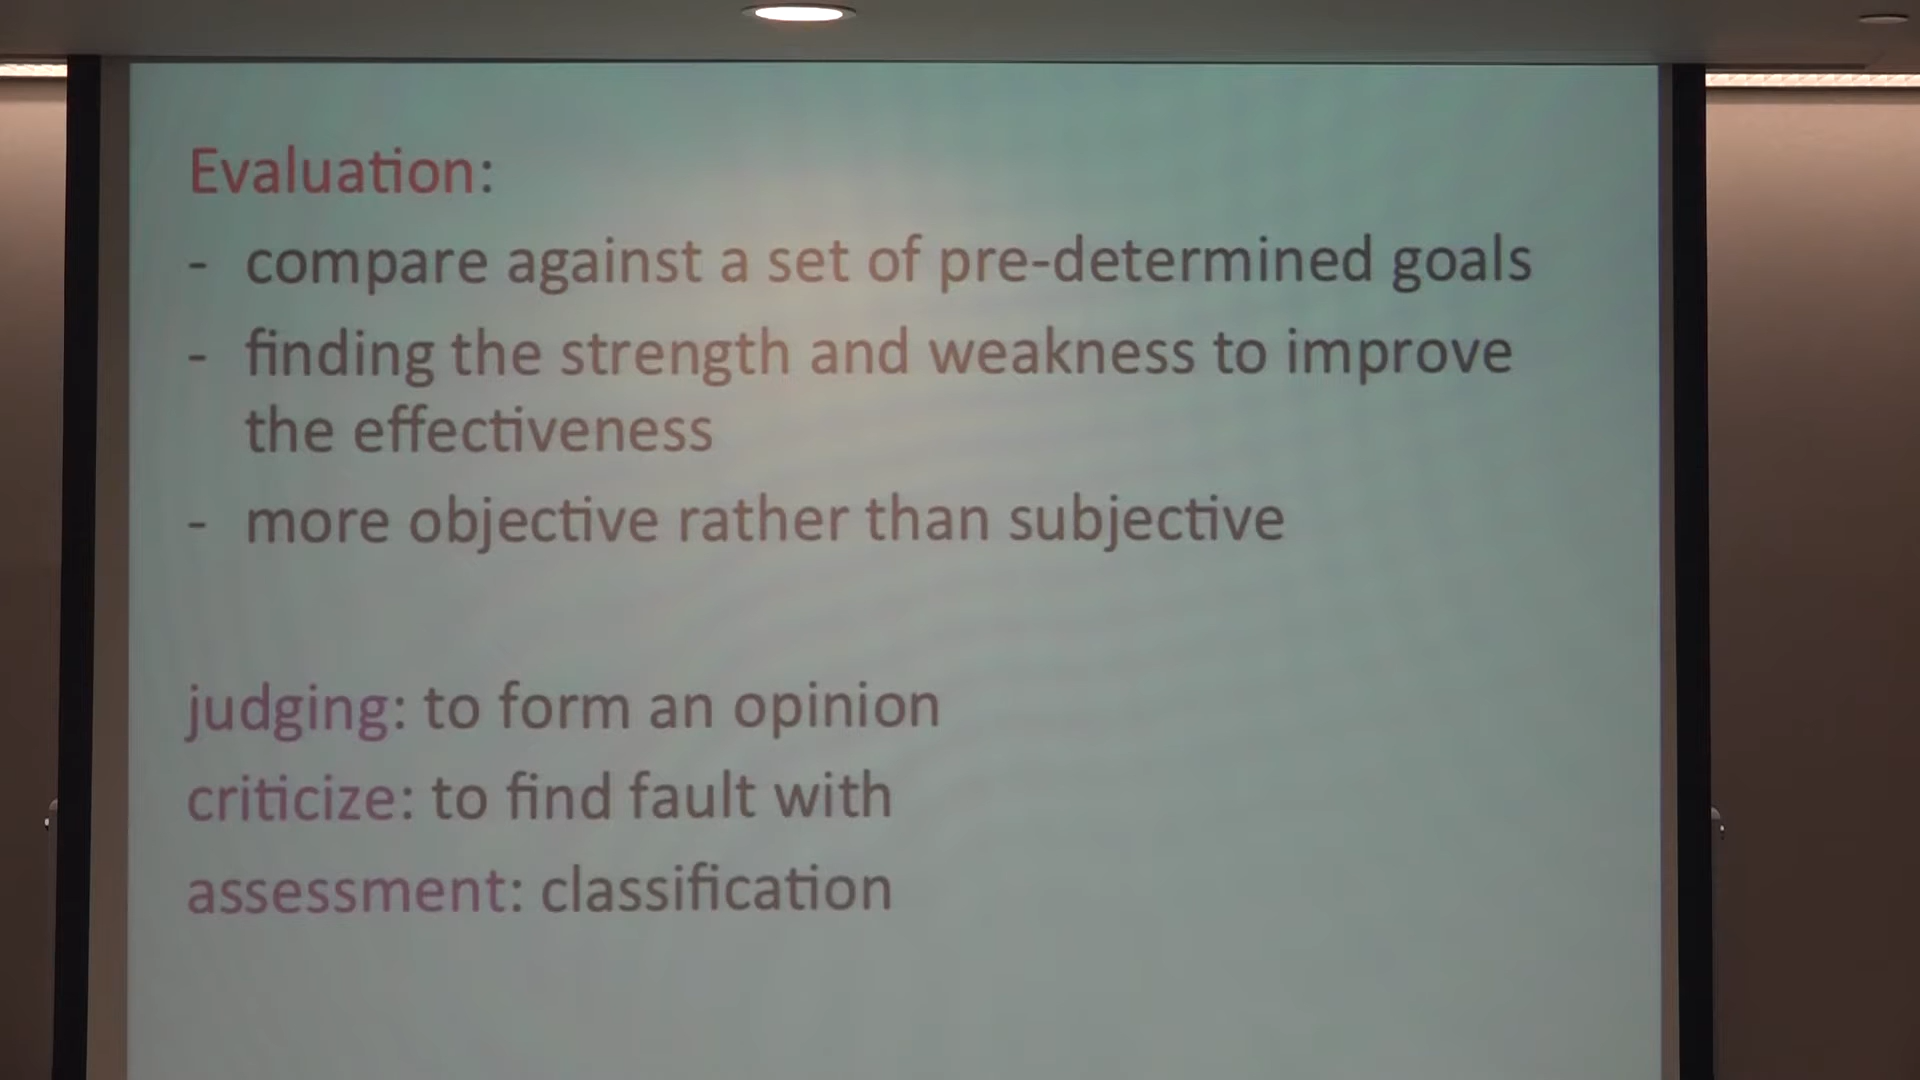 Evaluation:
- compare against a set of pre-determined goals
- finding the strength and weakness to improve
the effectiveness
- more objective rather than subjective
judging: to form an opinion
criticize: to find fault with
assessment: classification